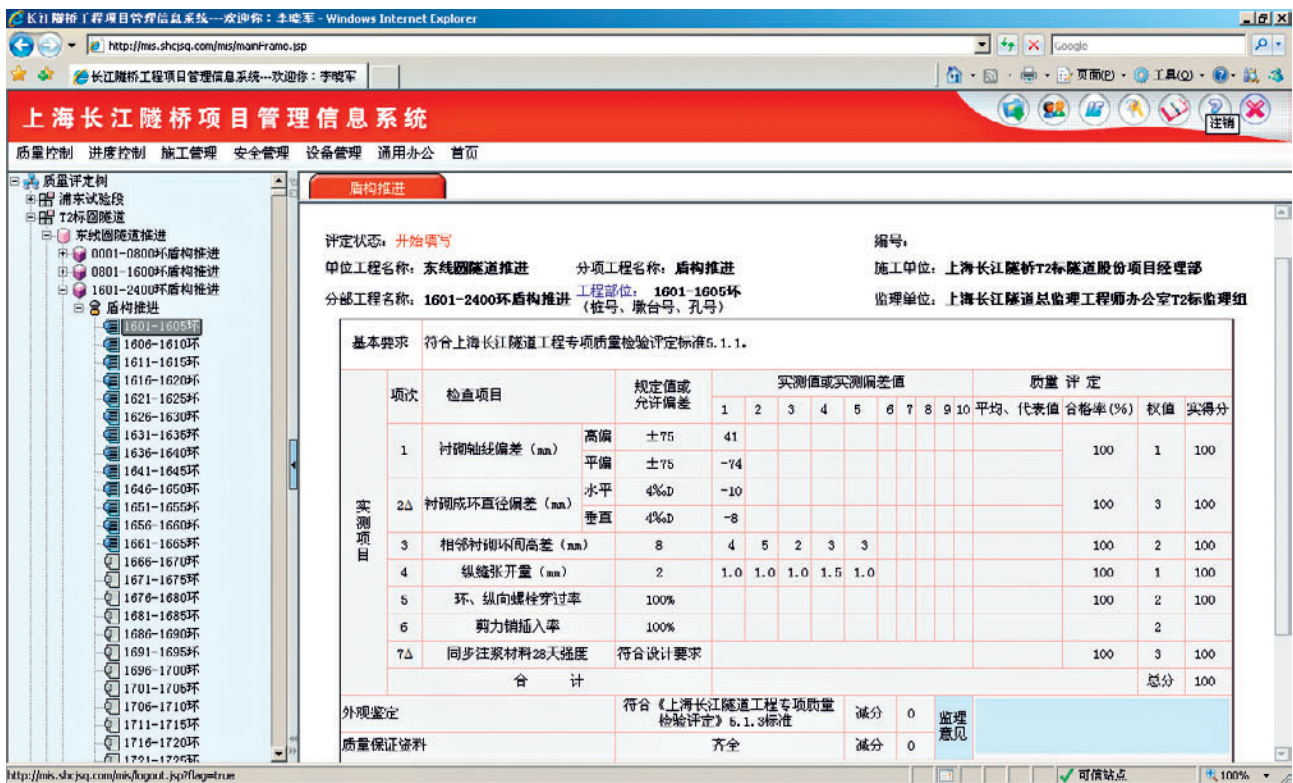 长江隧桥工程项目管理信息系统---欢迎你：李晓军 - Windows Internet Explorer
http://mis.shcjsq.com/mis/mainFrame.jsp
Google
长江隧桥工程项目管理信息系统---欢迎你：李晓军
页面(P)
工具(O)
上海长江隧桥项目管理信息系统
注销
质量控制 进度控制 施工管理 安全管理 设备管理 通用办公 首页
质量评定树
浦东试验段
T2标圆隧道
东线圆隧道推进
0001-0800环盾构推进
0801-1600环盾构推进
1601-2400环盾构推进
盾构推进
1601-1605环
1606-1610环
1611-1615环
1616-1620环
1621-1625环
1626-1630环
1631-1635环
1636-1640环
1641-1645环
1646-1650环
1651-1655环
1656-1660环
1661-1665环
1666-1670环
1671-1675环
1676-1680环
1681-1685环
1686-1690环
1691-1695环
1696-1700环
1701-1705环
1706-1710环
1711-1715环
1716-1720环
1721-1725环
盾构推进
评定状态：开始填写 编号：
单位工程名称：东线圆隧道推进 分项工程名称：盾构推进 施工单位：上海长江隧桥T2标隧道股份项目经理部
分部工程名称：1601-2400环盾构推进 工程部位：1601-1605环 监理单位：上海长江隧道总监理工程师办公室T2标监理组
(桩号、墩台号、孔号)
基本要求 符合上海长江隧道工程专项质量检验评定标准5.1.1。
实测项目
项次 检查项目 规定值或允许偏差 实测值或实测偏差值 质量评定
1 2 3 4 5 6 7 8 9 10 平均、代表值 合格率(%) 权值 实得分
1 衬砌轴线偏差（mm） 高偏 ±75 41 100 1 100
平偏 ±75 -74
2Δ 衬砌成环直径偏差（mm） 水平 4‰D -10 100 3 100
垂直 4‰D -8
3 相邻衬砌环间高差（mm） 8 4 5 2 3 3 100 2 100
4 纵缝张开量（mm） 2 1.0 1.0 1.0 1.5 1.0 100 1 100
5 环、纵向螺栓穿过率 100% 100 2 100
6 剪力销插入率 100% 2
7Δ 同步注浆材料28天强度 符合设计要求 100 3 100
合 计 总分 100
外观鉴定 符合《上海长江隧道工程专项质量检验评定》5.1.3标准 减分 0 监理意见
质量保证资料 齐全 减分 0
http://mis.shcjsq.com/mis/logout.jsp?flag=true
可信站点
100%